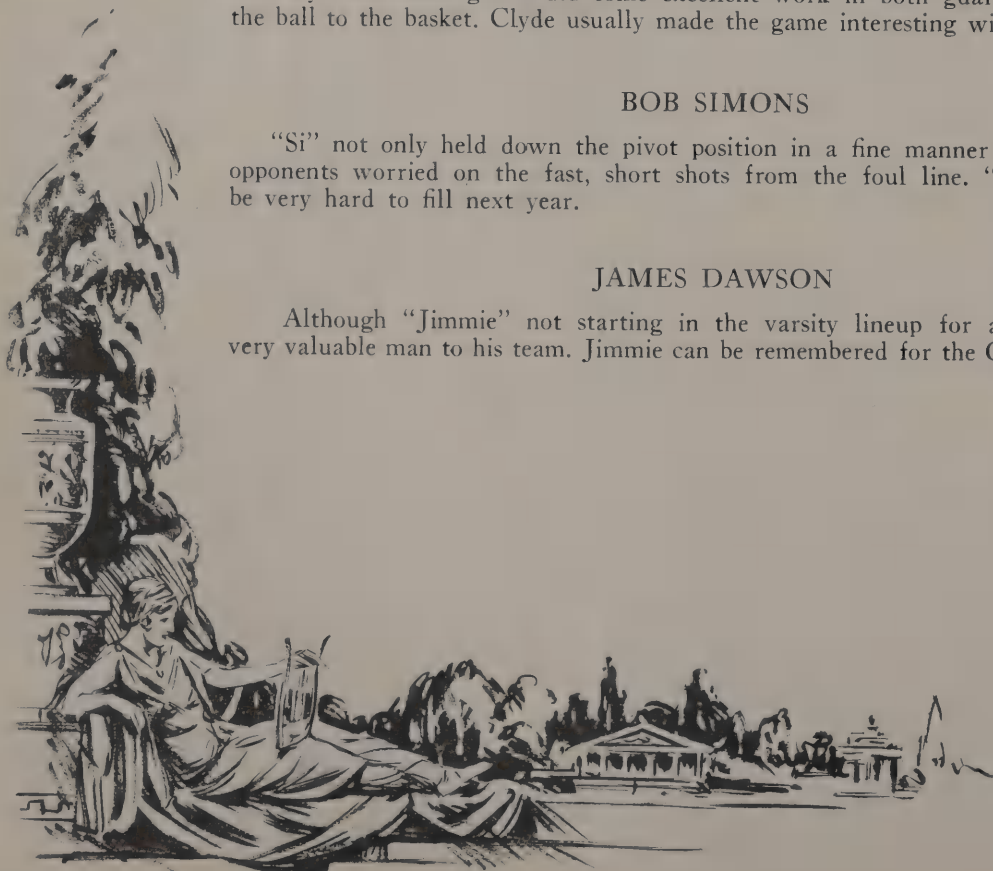 the ball to the basket. Clyde usually made the game interesting wi
BOB SIMONS
"Si" not only held down the pivot position in a fine manner
opponents worried on the fast, short shots from the foul line. "
be very hard to fill next year.
JAMES DAWSON
Although "Jimmie" not starting in the varsity lineup for a
very valuable man to his team. Jimmie can be remembered for the